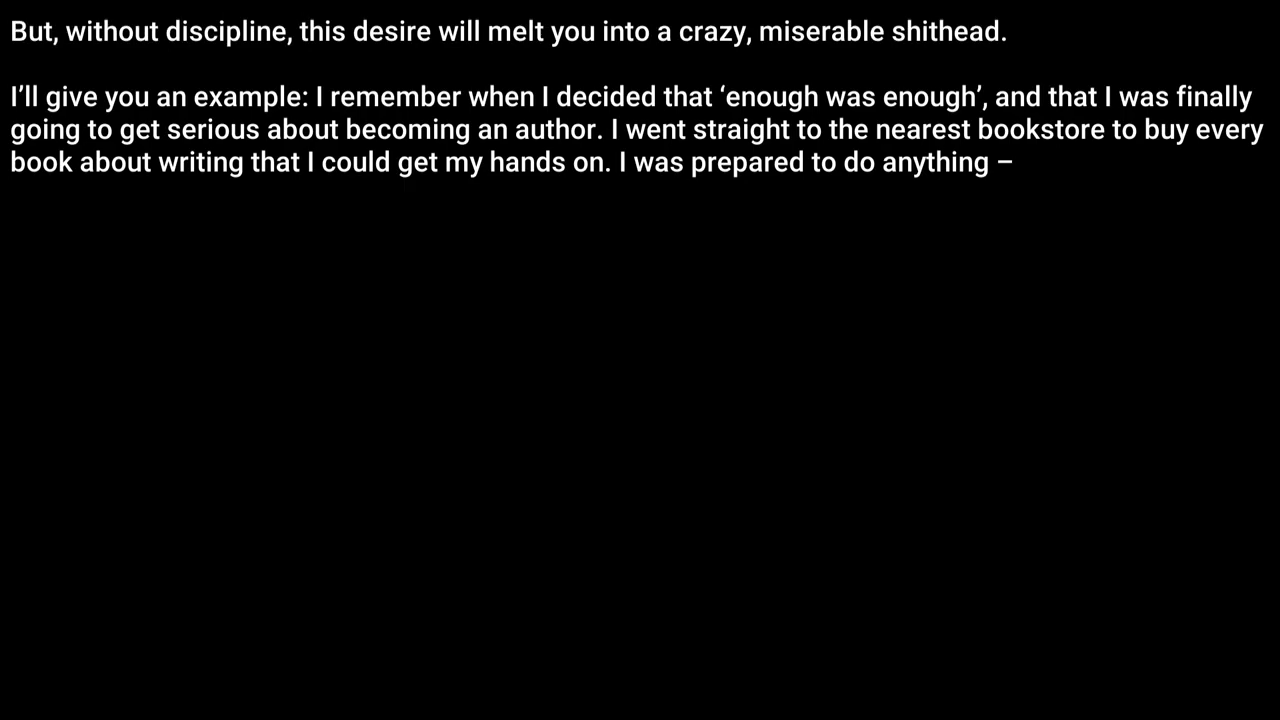 But, without discipline, this desire will melt you into a crazy, miserable shithead.
I’ll give you an example: I remember when I decided that ‘enough was enough’, and that I was finally
going to get serious about becoming an author. I went straight to the nearest bookstore to buy every
book about writing that I could get my hands on. I was prepared to do anything –